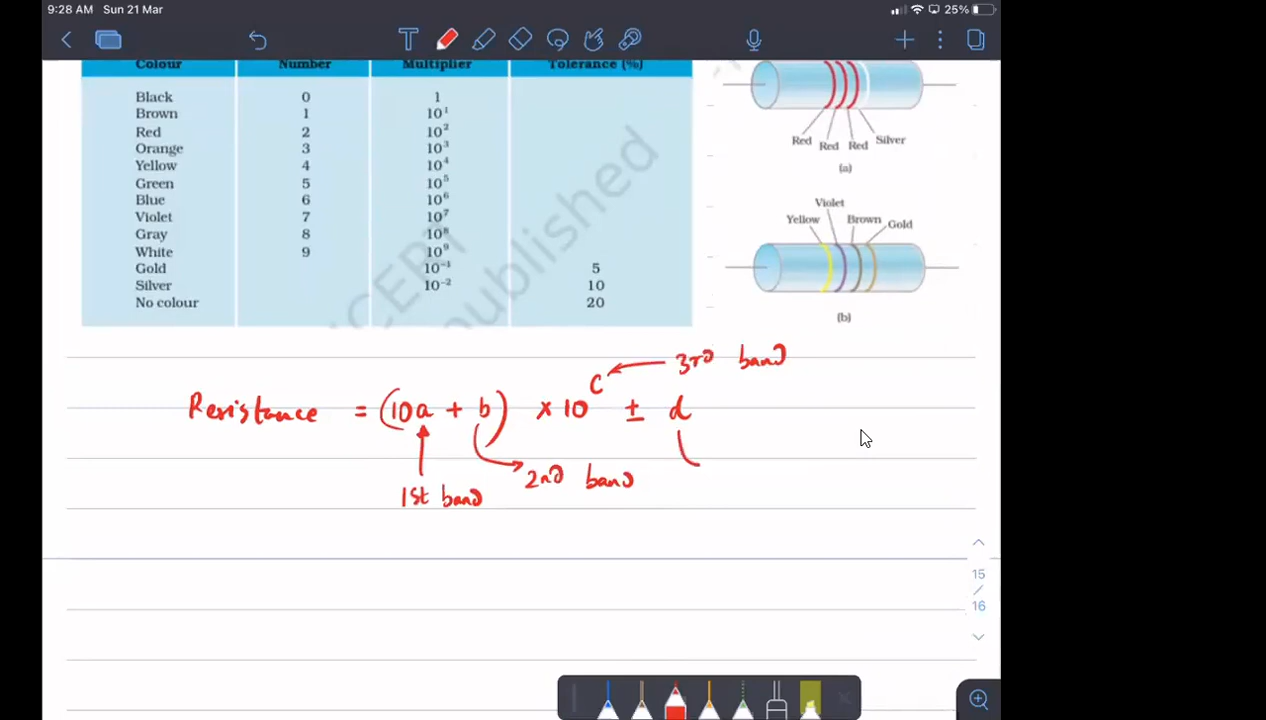 9:28 AM Sun 21 Mar
25%
Colour Number Multiplier Tolerance (%)
Black 0 1
Brown 1 10¹
Red 2 10²
Orange 3 10³
Yellow 4 10⁴
Green 5 10⁵
Blue 6 10⁶
Violet 7 10⁷
Gray 8 10⁸
White 9 10⁹
Gold 10⁻¹ 5
Silver 10⁻² 10
No colour 20
NCERT
published
Red Red Red Silver
(a)
Violet
Yellow Brown Gold
(b)
Resistance = (10a + b) × 10^C ± d
3rd band
2nd band
1st band
15
/
16